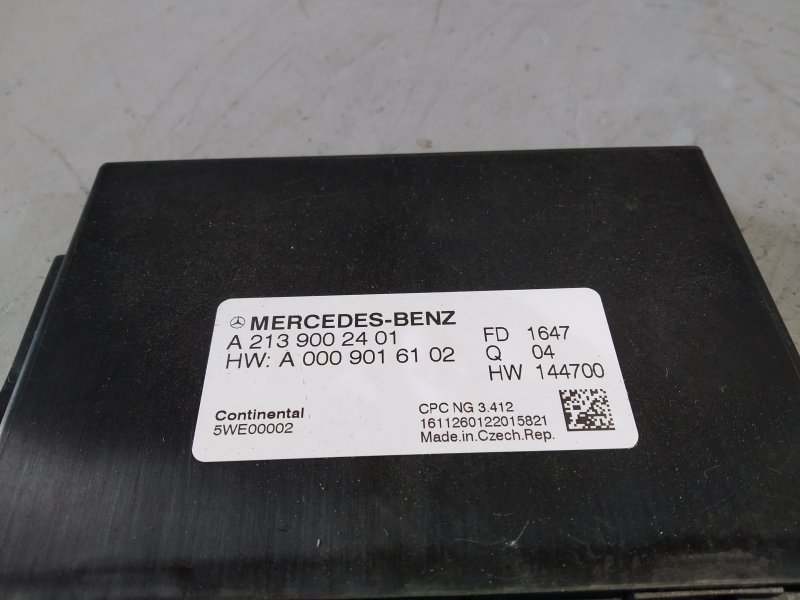 MERCEDES-BENZ
A 213 900 24 01
HW: A 000 901 61 02
FD 1647
Q 04
HW 144700
Continental
5WE00002
CPC NG 3.412
1611260122015821
Made.in.Czech.Rep.